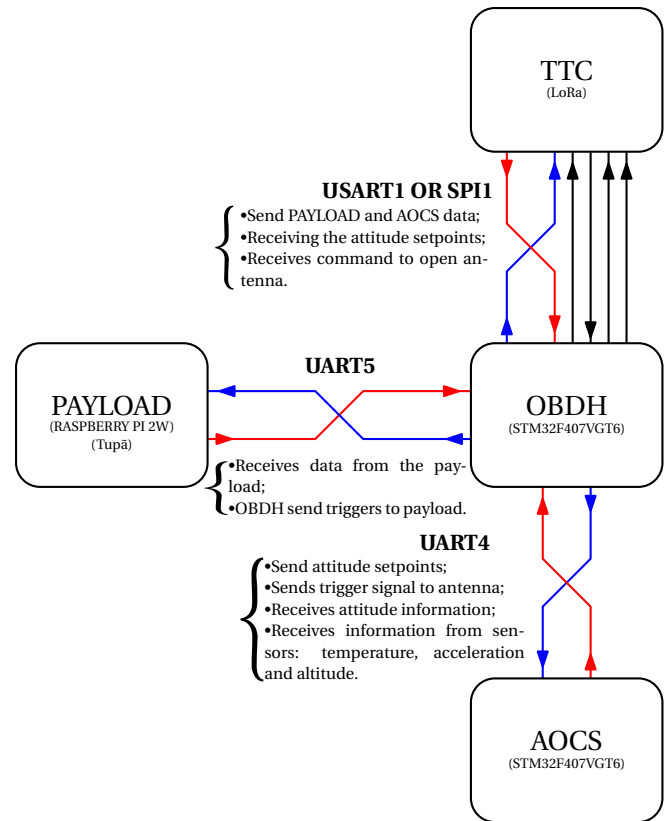 TTC
(LoRa)
USART1 OR SPI1
•Send PAYLOAD and AOCS data;
•Receiving the attitude setpoints;
•Receives command to open an-
tenna.
UART5
PAYLOAD
(RASPBERRY PI 2W)
(Tupã)
OBDH
(STM32F407VGT6)
•Receives data from the pay-
load;
•OBDH send triggers to payload.
UART4
•Send attitude setpoints;
•Sends trigger signal to antenna;
•Receives attitude information;
•Receives information from sen-
sors: temperature, acceleration
and altitude.
AOCS
(STM32F407VGT6)